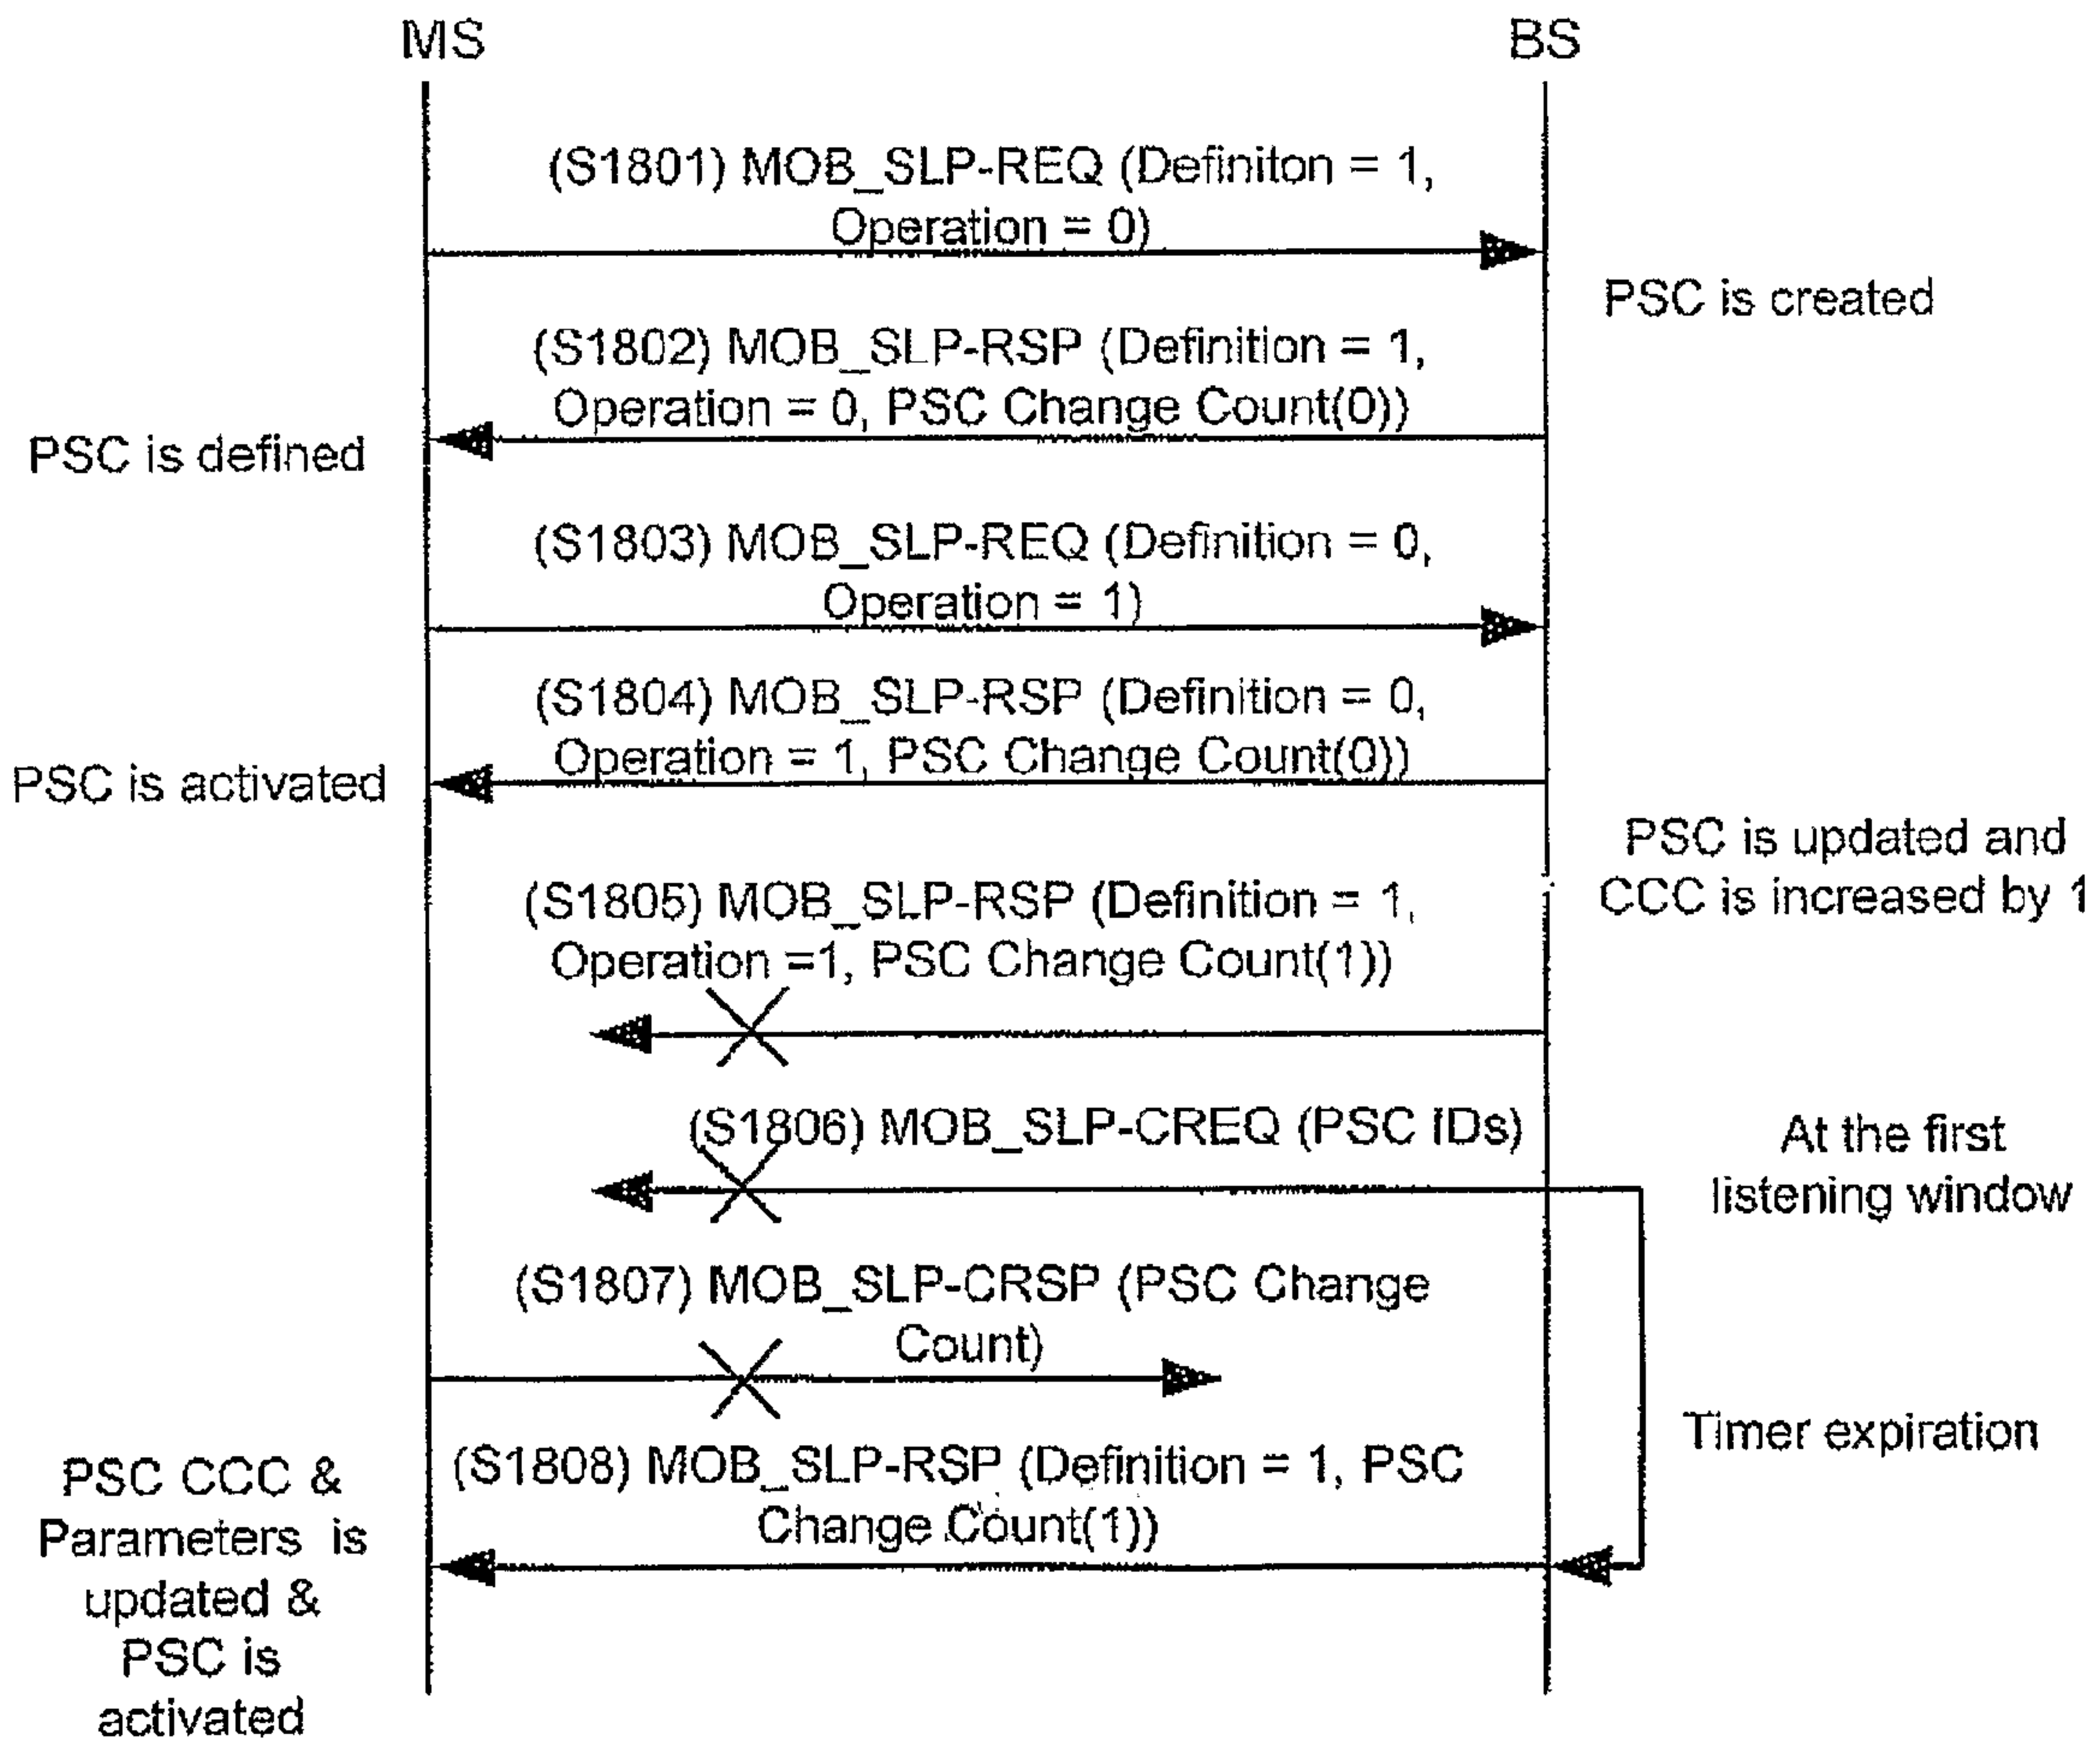 MS
BS
(S1801) MOB_SLP-REQ (Definiton = 1,
Operation = 0)
PSC is created
(S1802) MOB_SLP-RSP (Definition = 1,
Operation = 0, PSC Change Count(0))
PSC is defined
(S1803) MOB_SLP-REQ (Definition = 0,
Operation = 1)
(S1804) MOB_SLP-RSP (Definition = 0,
Operation = 1, PSC Change Count(0))
PSC is activated
PSC is updated and
CCC is increased by 1
(S1805) MOB_SLP-RSP (Definition = 1,
Operation =1, PSC Change Count(1))
(S1806) MOB_SLP-CREQ (PSC IDs)
At the first
listening window
(S1807) MOB_SLP-CRSP (PSC Change
Count)
Timer expiration
(S1808) MOB_SLP-RSP (Definition = 1, PSC
Change Count(1))
PSC CCC &
Parameters is
updated &
PSC is
activated